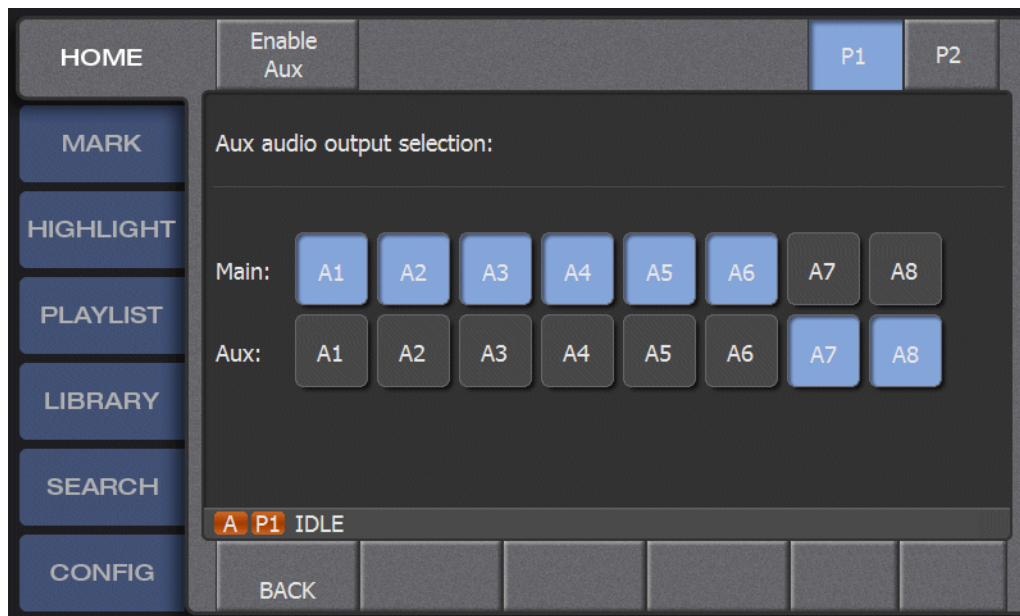 HOME
Enable
Aux
P1
P2
MARK
HIGHLIGHT
PLAYLIST
LIBRARY
SEARCH
CONFIG
Aux audio output selection:
Main: A1 A2 A3 A4 A5 A6 A7 A8
Aux: A1 A2 A3 A4 A5 A6 A7 A8
A P1 IDLE
BACK